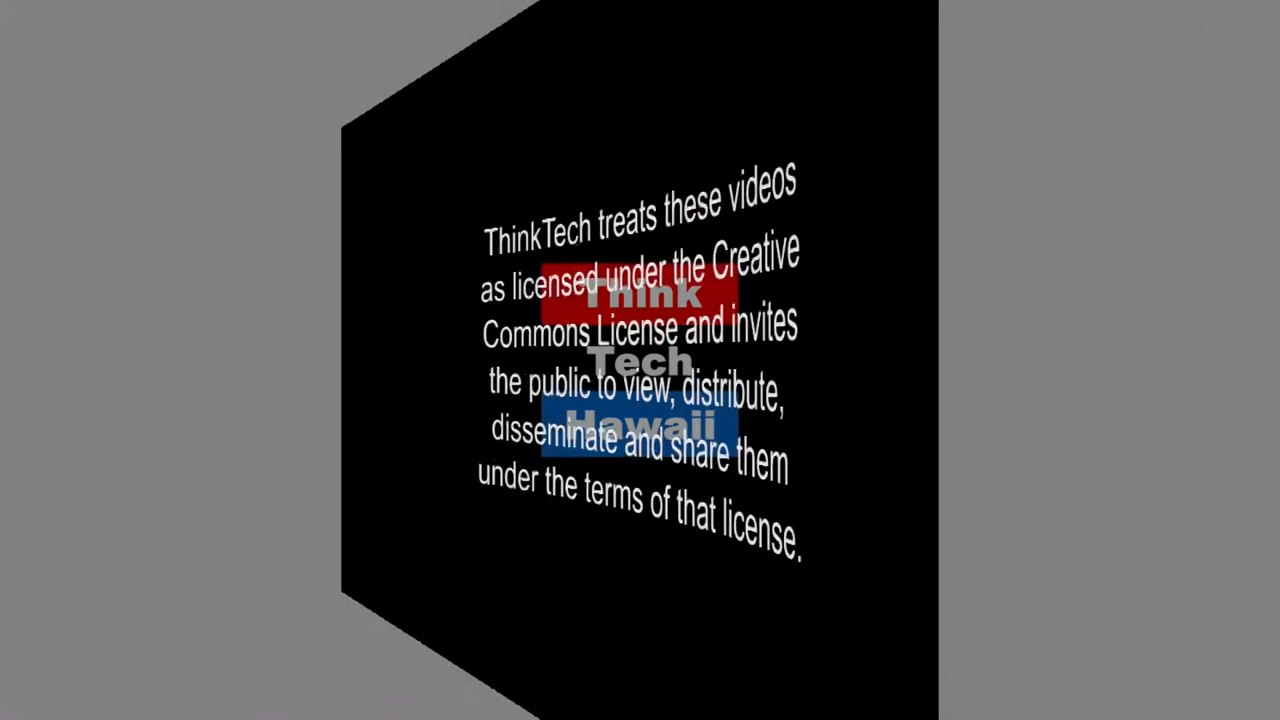 ThinkTech treats these videos
as licensed under the Creative
Commons License and invites
the public to view, distribute,
disseminate and share them
under the terms of that license.
Think
Tech
Hawaii